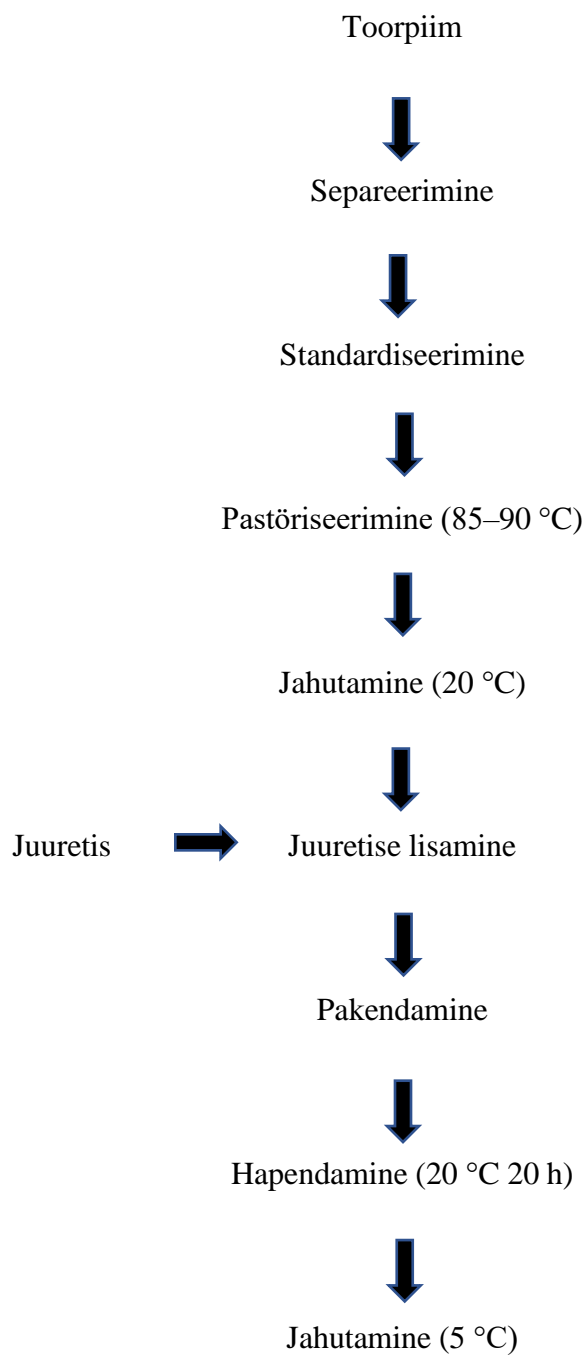 Toorpiim
Separeerimine
Standardiseerimine
Pastöriseerimine (85–90 °C)
Jahutamine (20 °C)
Juuretis
Juuretise lisamine
Pakendamine
Hapendamine (20 °C 20 h)
Jahutamine (5 °C)